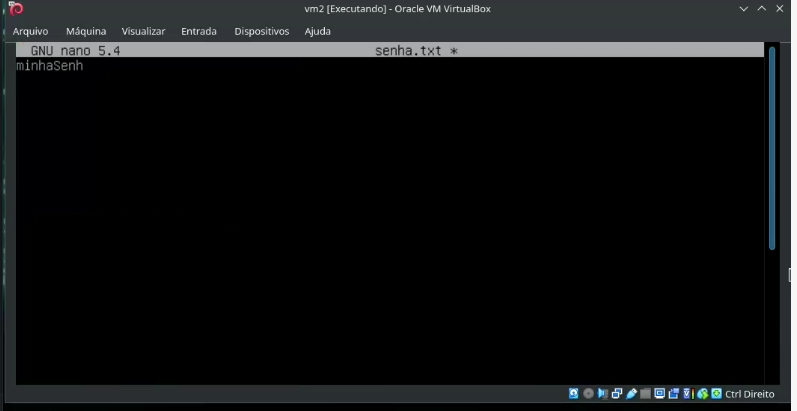 vm2 [Executando] - Oracle VM VirtualBox
Arquivo Máquina Visualizar Entrada Dispositivos Ajuda
GNU nano 5.4 senha.txt *
minhaSenh
Ctrl Direito